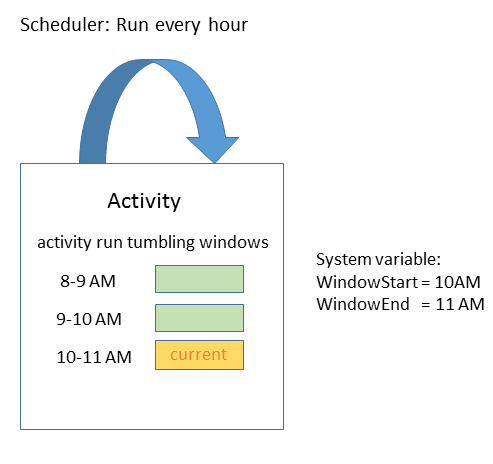 Scheduler: Run every hour
Activity
activity run tumbling windows
8-9 AM
9-10 AM
10-11 AM current
System variable:
WindowStart = 10AM
WindowEnd = 11 AM